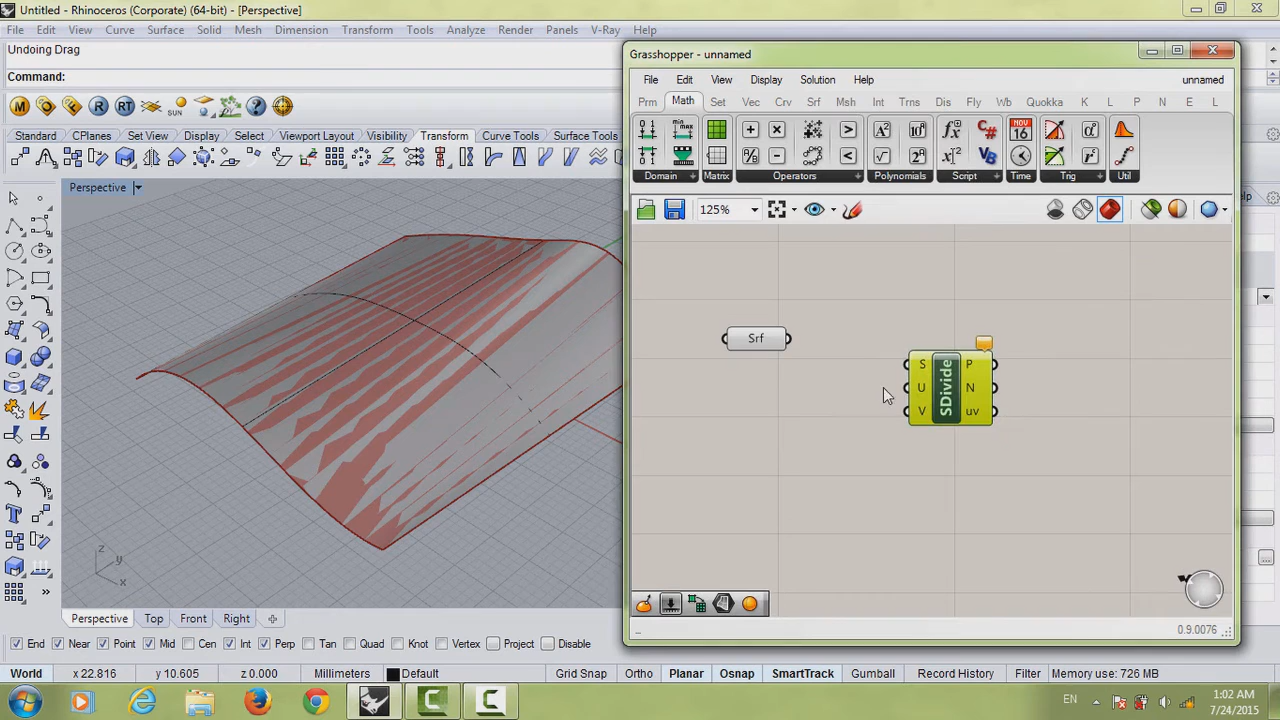 Untitled - Rhinoceros (Corporate) (64-bit) - [Perspective]
File Edit View Curve Surface Solid Mesh Dimension Transform Tools Analyze Render Panels V-Ray Help
Undoing Drag
Command:
Standard CPlanes Set View Display Select Viewport Layout Visibility Transform Curve Tools Surface Tools
Perspective
Grasshopper - unnamed
File Edit View Display Solution Help unnamed
Prm Math Set Vec Crv Srf Msh Int Trns Dis Fly Wb Quokka K L P N E L
Domain Matrix Operators Polynomials Script Time Trig Util
125%
Srf
S U V SDivide P N uv
0.9.0076
z y x
Perspective Top Front Right
End Near Point Mid Cen Int Perp Tan Quad Knot Vertex Project Disable
World x 22.816 y 10.605 z 0.000 Millimeters Default Grid Snap Ortho Planar Osnap SmartTrack Gumball Record History Filter Memory use: 726 MB
EN 1:02 AM
7/24/2015